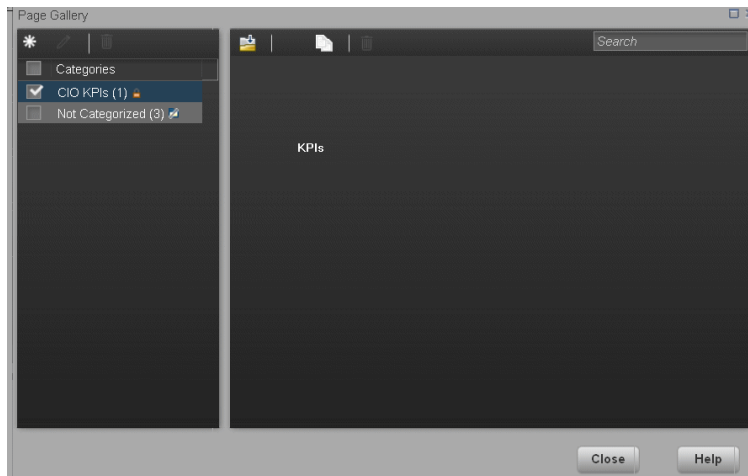 Page Gallery
Search
Categories
CIO KPIs (1)
Not Categorized (3)
KPIs
Close
Help